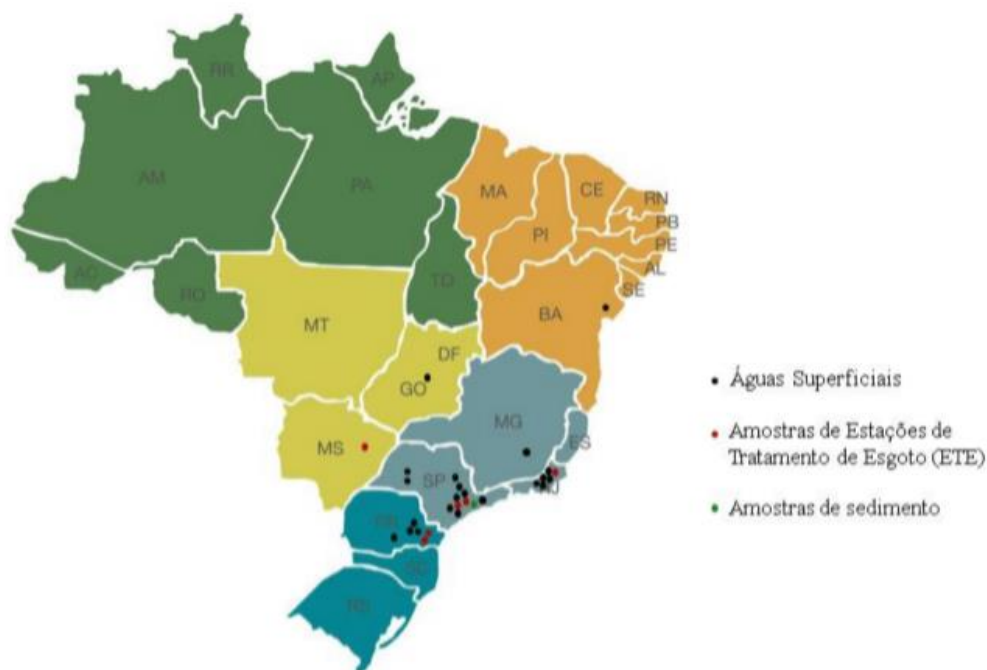 RR
AP
AM
PA
MA
CE
RN
PB
PI
PE
AL
SE
AC
RO
TO
BA
MT
DF
GO
MG
MS
ES
SP
RJ
PR
SC
RS
Águas Superficiais
Amostras de Estações de
Tratamento de Esgoto (ETE)
Amostras de sedimento